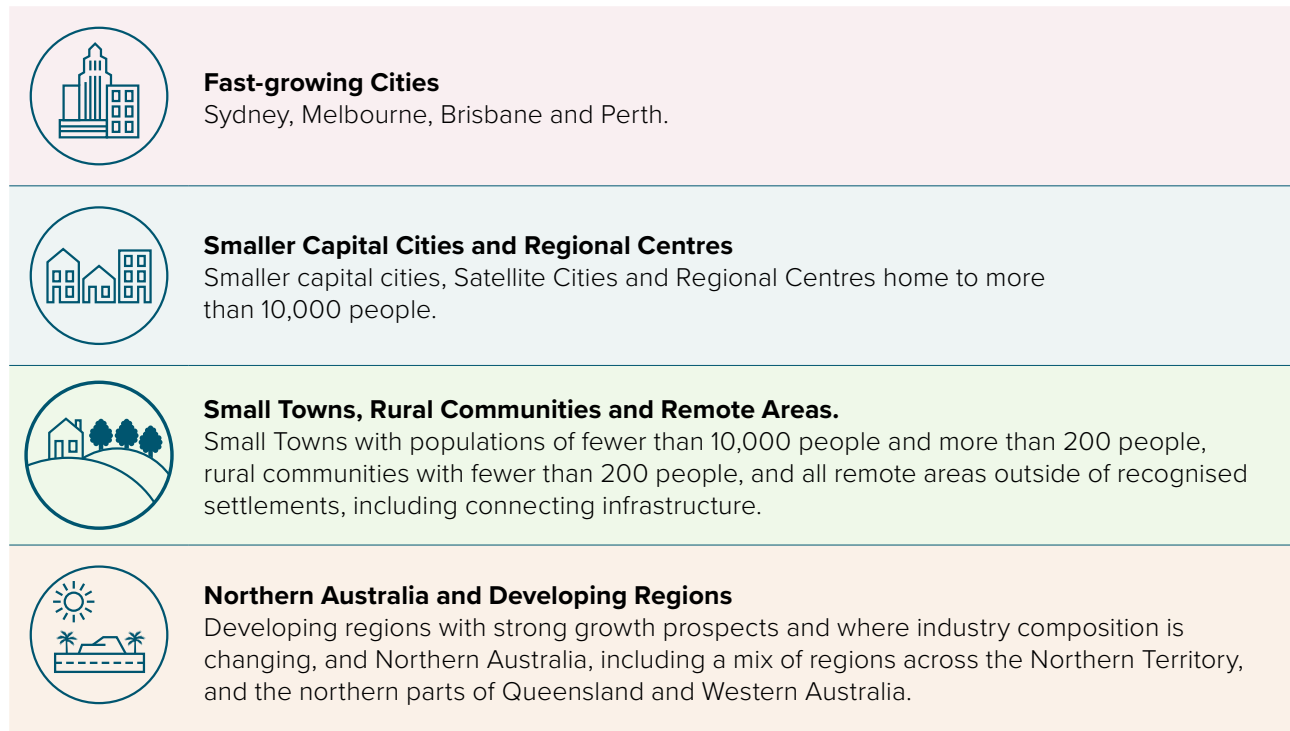 Fast-growing Cities
Sydney, Melbourne, Brisbane and Perth.
Smaller Capital Cities and Regional Centres
Smaller capital cities, Satellite Cities and Regional Centres home to more
than 10,000 people.
Small Towns, Rural Communities and Remote Areas.
Small Towns with populations of fewer than 10,000 people and more than 200 people,
rural communities with fewer than 200 people, and all remote areas outside of recognised
settlements, including connecting infrastructure.
Northern Australia and Developing Regions
Developing regions with strong growth prospects and where industry composition is
changing, and Northern Australia, including a mix of regions across the Northern Territory,
and the northern parts of Queensland and Western Australia.